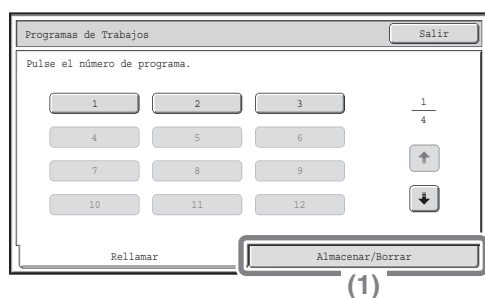 Programas de Trabajos Salir
Pulse el número de programa.
1 2 3 1
4
4 5 6
7 8 9
10 11 12
Rellamar Almacenar/Borrar
(1)